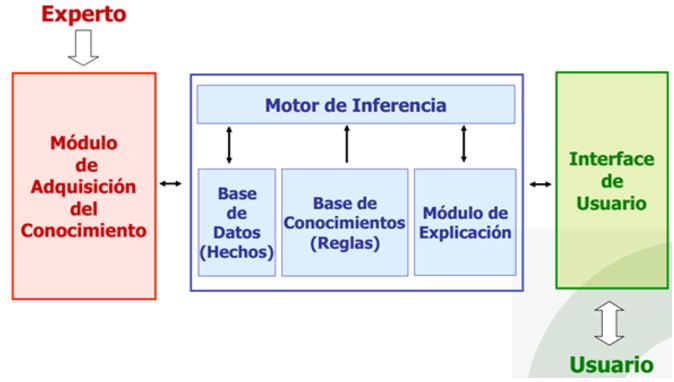 Experto
Módulo
de
Adquisición
del
Conocimiento
Motor de Inferencia
Base
de
Datos
(Hechos)
Base de
Conocimientos
(Reglas)
Módulo de
Explicación
Interface
de
Usuario
Usuario